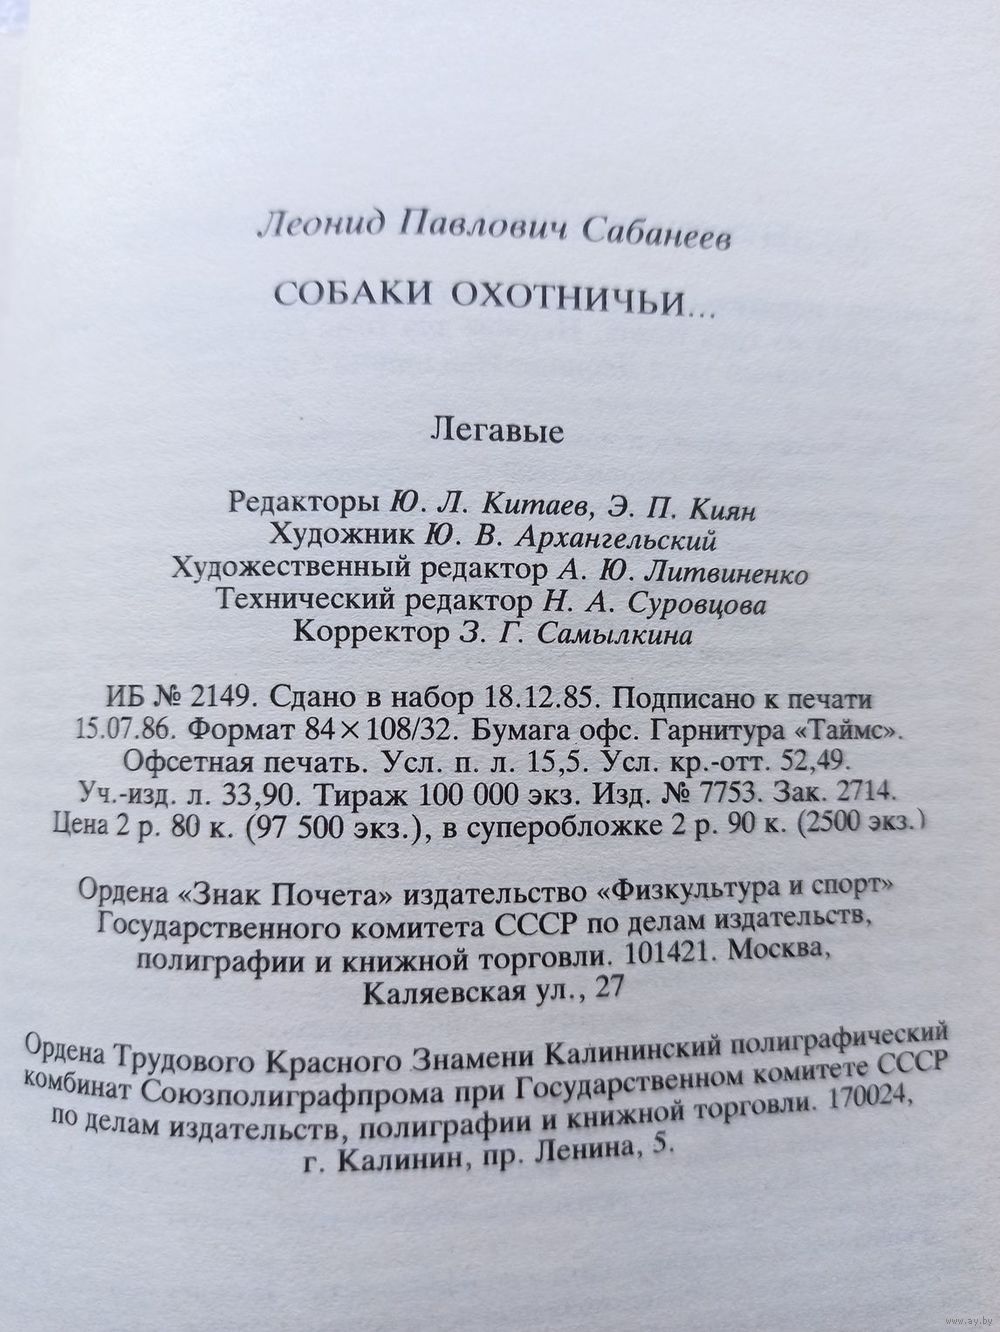 Леонид Павлович Сабанеев
СОБАКИ ОХОТНИЧЬИ...
Легавые
Редакторы Ю. Л. Китаев, Э. П. Киян
Художник Ю. В. Архангельский
Художественный редактор А. Ю. Литвиненко
Технический редактор Н. А. Суровцова
Корректор З. Г. Самылкина
ИБ № 2149. Сдано в набор 18.12.85. Подписано к печати
15.07.86. Формат 84×108/32. Бумага офс. Гарнитура «Таймс».
Офсетная печать. Усл. п. л. 15,5. Усл. кр.-отт. 52,49.
Уч.-изд. л. 33,90. Тираж 100 000 экз. Изд. № 7753. Зак. 2714.
Цена 2 р. 80 к. (97 500 экз.), в суперобложке 2 р. 90 к. (2500 экз.)
Ордена «Знак Почета» издательство «Физкультура и спорт»
Государственного комитета СССР по делам издательств,
полиграфии и книжной торговли. 101421. Москва,
Каляевская ул., 27
Ордена Трудового Красного Знамени Калининский полиграфический
комбинат Союзполиграфпрома при Государственном комитете СССР
по делам издательств, полиграфии и книжной торговли. 170024,
г. Калинин, пр. Ленина, 5.
www.ay.by